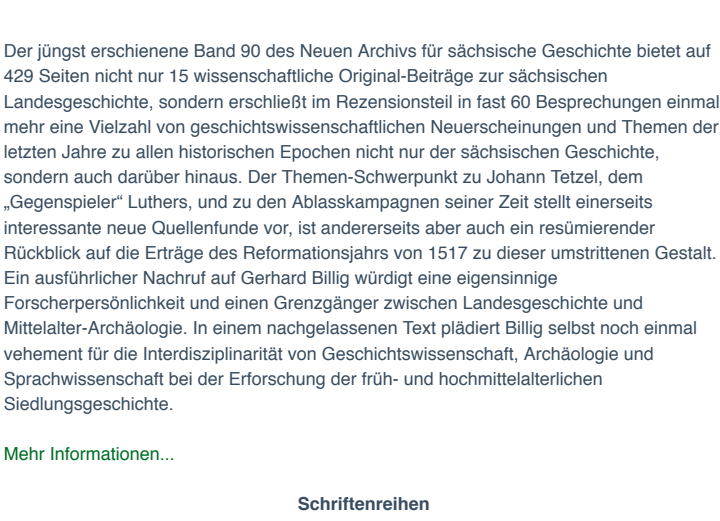 Der jüngst erschienene Band 90 des Neuen Archivs für sächsische Geschichte bietet auf
429 Seiten nicht nur 15 wissenschaftliche Original-Beiträge zur sächsischen
Landesgeschichte, sondern erschließt im Rezensionsteil in fast 60 Besprechungen einmal
mehr eine Vielzahl von geschichtswissenschaftlichen Neuerscheinungen und Themen der
letzten Jahre zu allen historischen Epochen nicht nur der sächsischen Geschichte,
sondern auch darüber hinaus. Der Themen-Schwerpunkt zu Johann Tetzel, dem
„Gegenspieler“ Luthers, und zu den Ablasskampagnen seiner Zeit stellt einerseits
interessante neue Quellenfunde vor, ist andererseits aber auch ein resümierender
Rückblick auf die Erträge des Reformationsjahrs von 1517 zu dieser umstrittenen Gestalt.
Ein ausführlicher Nachruf auf Gerhard Billig würdigt eine eigensinnige
Forscherpersönlichkeit und einen Grenzgänger zwischen Landesgeschichte und
Mittelalter-Archäologie. In einem nachgelassenen Text plädiert Billig selbst noch einmal
vehement für die Interdisziplinarität von Geschichtswissenschaft, Archäologie und
Sprachwissenschaft bei der Erforschung der früh- und hochmittelalterlichen
Siedlungsgeschichte.
Mehr Informationen...
Schriftenreihen